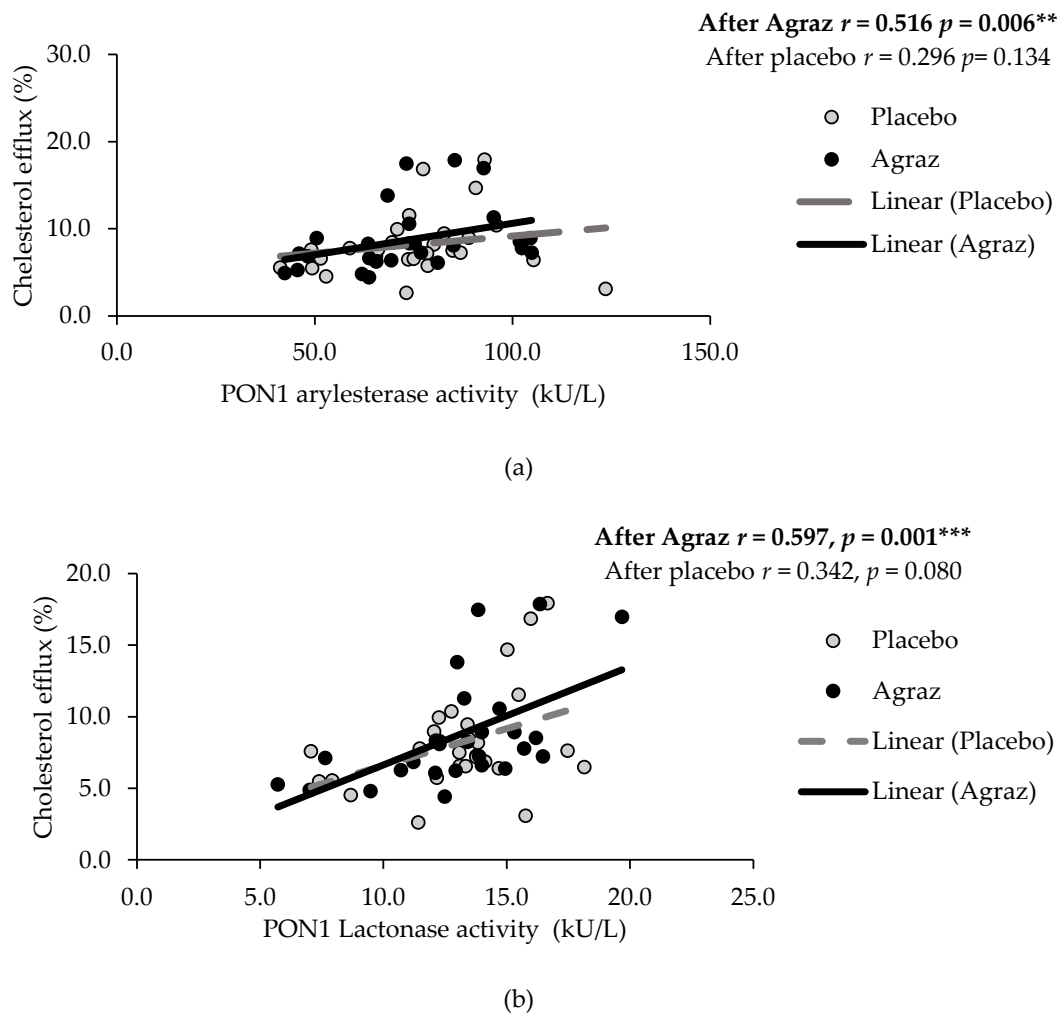 After Agraz r = 0.516 p = 0.006**
After placebo r = 0.296 p= 0.134
30.0
20.0
10.0
0.0
Chelesterol efflux (%)
0.0 50.0 100.0 150.0
PON1 arylesterase activity (kU/L)
Placebo
Agraz
Linear (Placebo)
Linear (Agraz)
(a)
After Agraz r = 0.597, p = 0.001***
After placebo r = 0.342, p = 0.080
20.0
15.0
10.0
5.0
0.0
Cholesterol efflux (%)
0.0 5.0 10.0 15.0 20.0 25.0
PON1 Lactonase activity (kU/L)
Placebo
Agraz
Linear (Placebo)
Linear (Agraz)
(b)